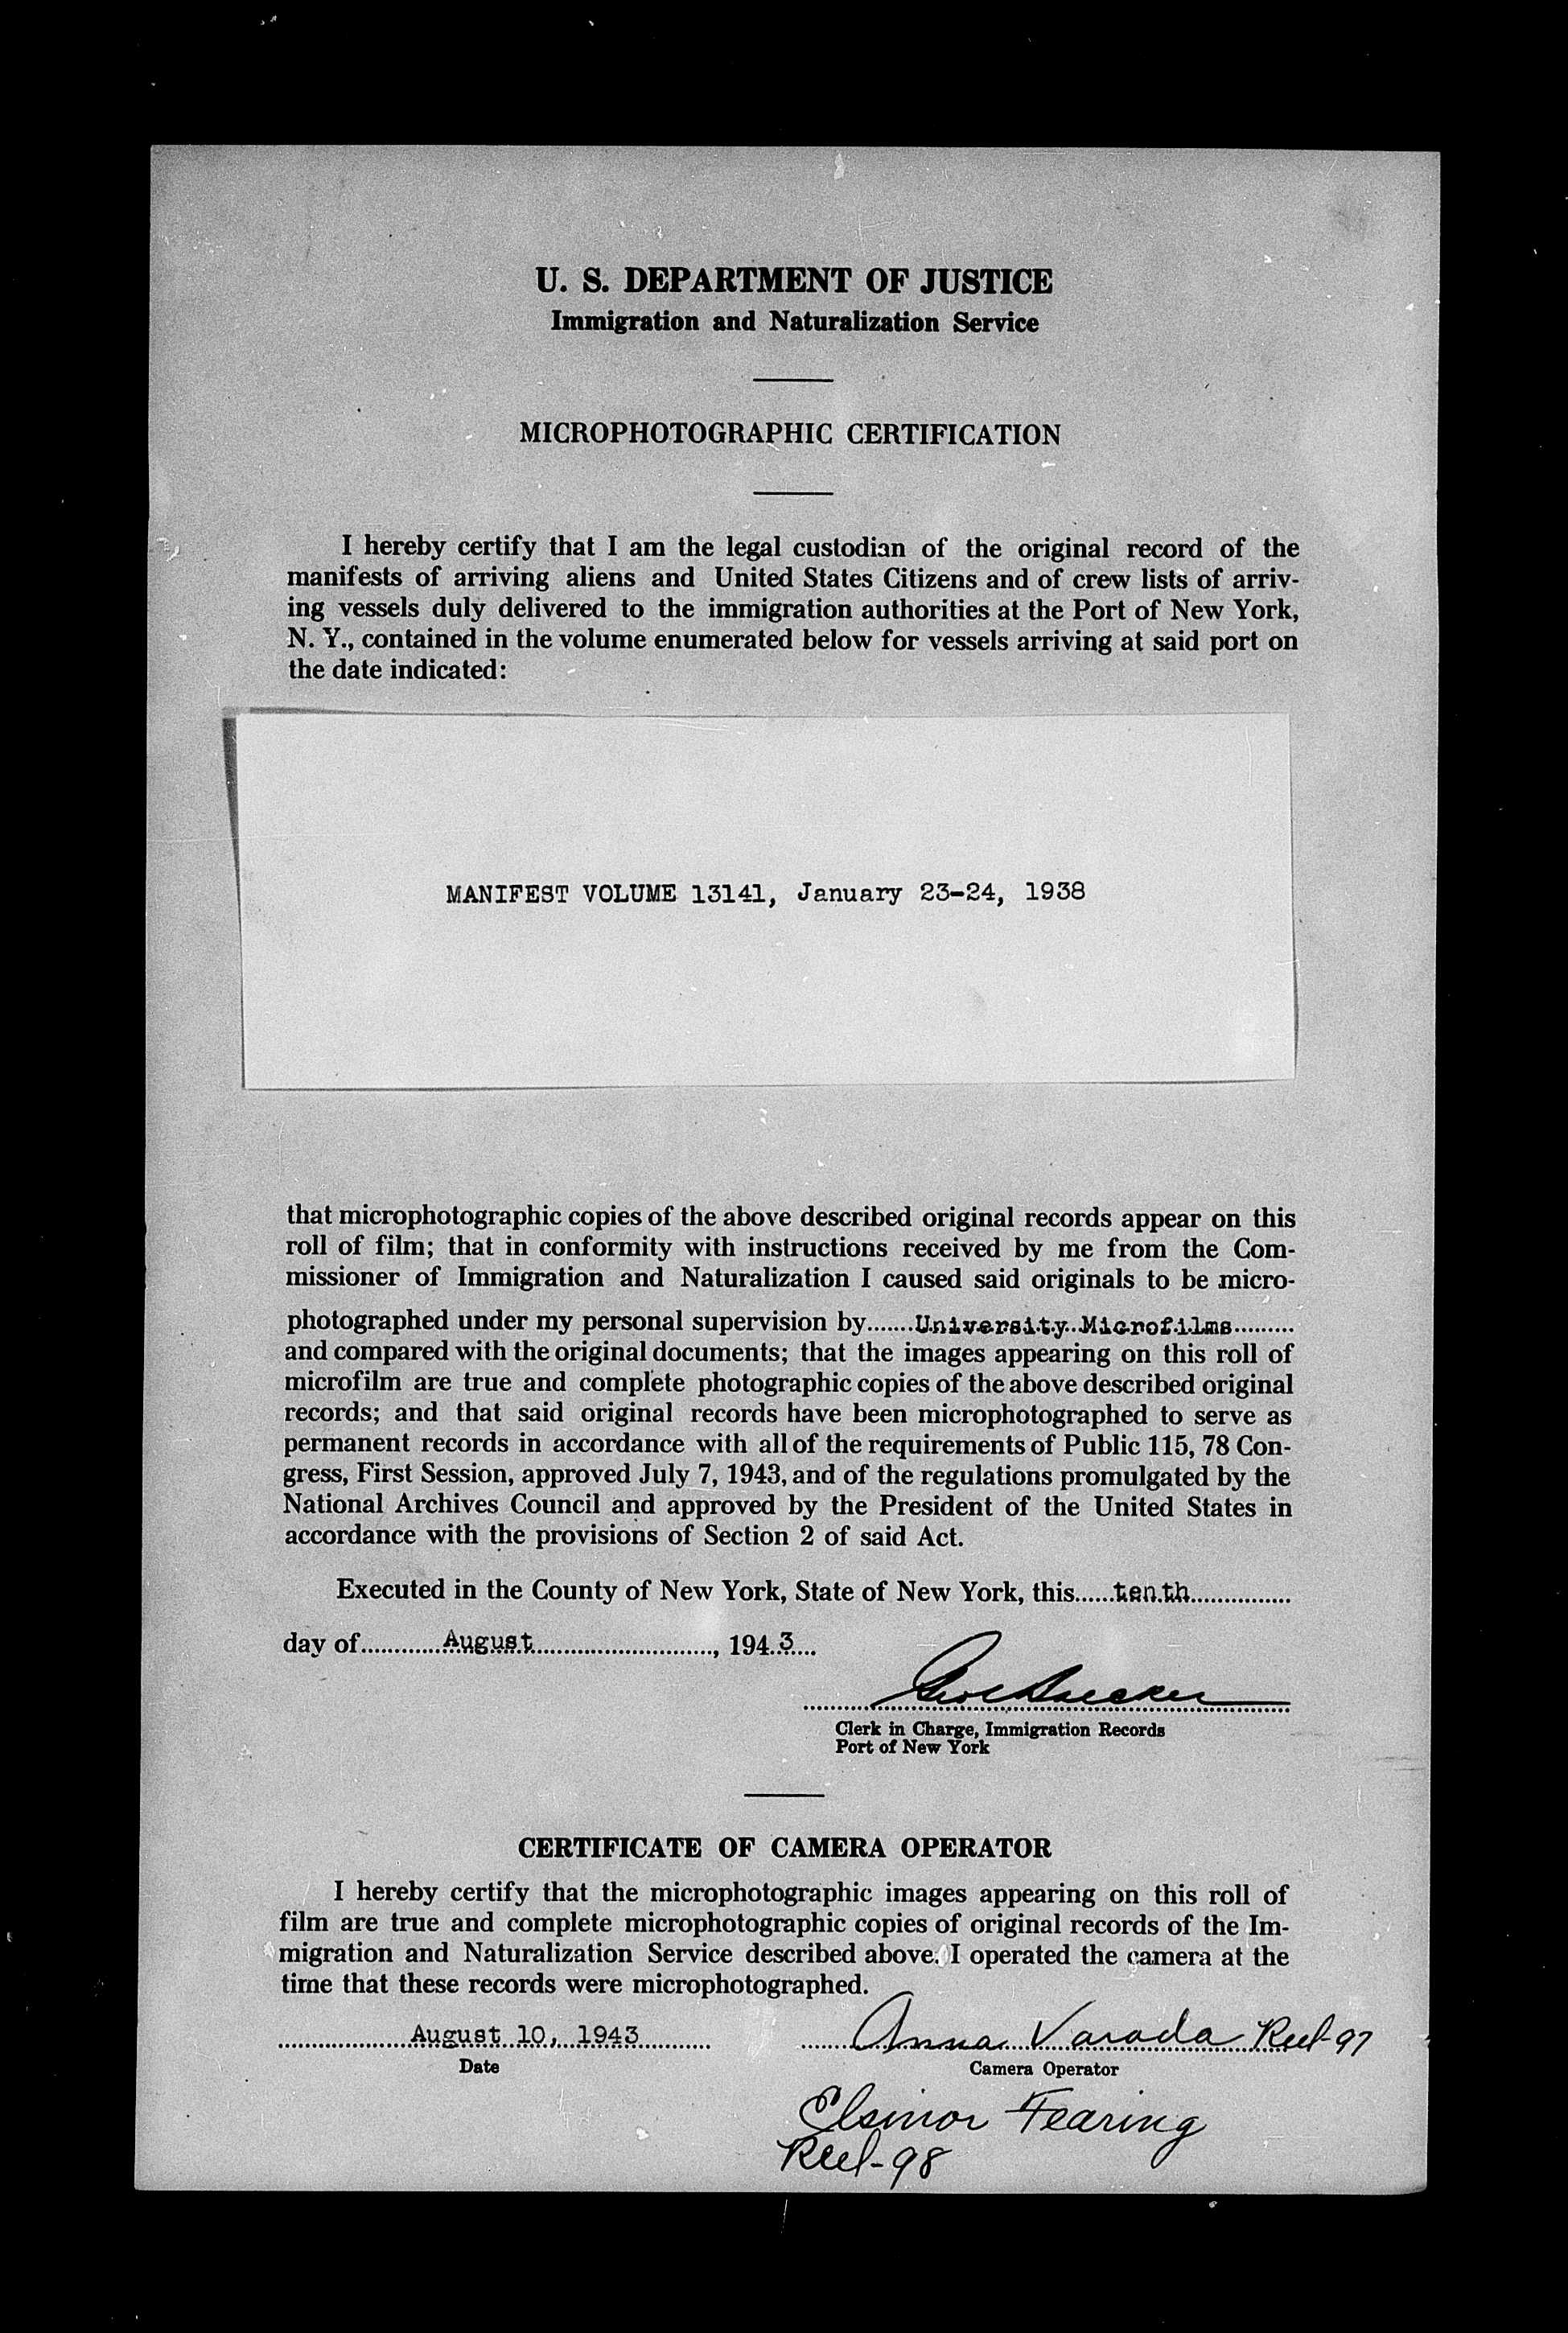 U. S. DEPARTMENT OF JUSTICE
Immigration and Naturalization Service
MICROPHOTOGRAPHIC CERTIFICATION
I hereby certify that I am the legal custodian of the original record of the
manifests of arriving aliens and United States Citizens and of crew lists of arriv-
ing vessels duly delivered to the immigration authorities at the Port of New York,
N. Y., contained in the volume enumerated below for vessels arriving at said port on
the date indicated:
MANIFEST VOLUME 13141, January 23-24, 1938
that microphotographic copies of the above described original records appear on this
roll of film; that in conformity with instructions received by me from the Com-
missioner of Immigration and Naturalization I caused said originals to be micro-
photographed under my personal supervision by.......University Microfilms.........
and compared with the original documents; that the images appearing on this roll of
microfilm are true and complete photographic copies of the above described original
records; and that said original records have been microphotographed to serve as
permanent records in accordance with all of the requirements of Public 115, 78 Con-
gress, First Session, approved July 7, 1943, and of the regulations promulgated by the
National Archives Council and approved by the President of the United States in
accordance with the provisions of Section 2 of said Act.
Executed in the County of New York, State of New York, this......tenth...............
day of............August..........................., 194..3....
Clerk in Charge, Immigration Records
Port of New York
CERTIFICATE OF CAMERA OPERATOR
I hereby certify that the microphotographic images appearing on this roll of
film are true and complete microphotographic copies of original records of the Im-
migration and Naturalization Service described above. I operated the camera at the
time that these records were microphotographed.
August 10, 1943 Anna Varada Reel-97
Date Camera Operator
Elsinor Fearing
Reel-98